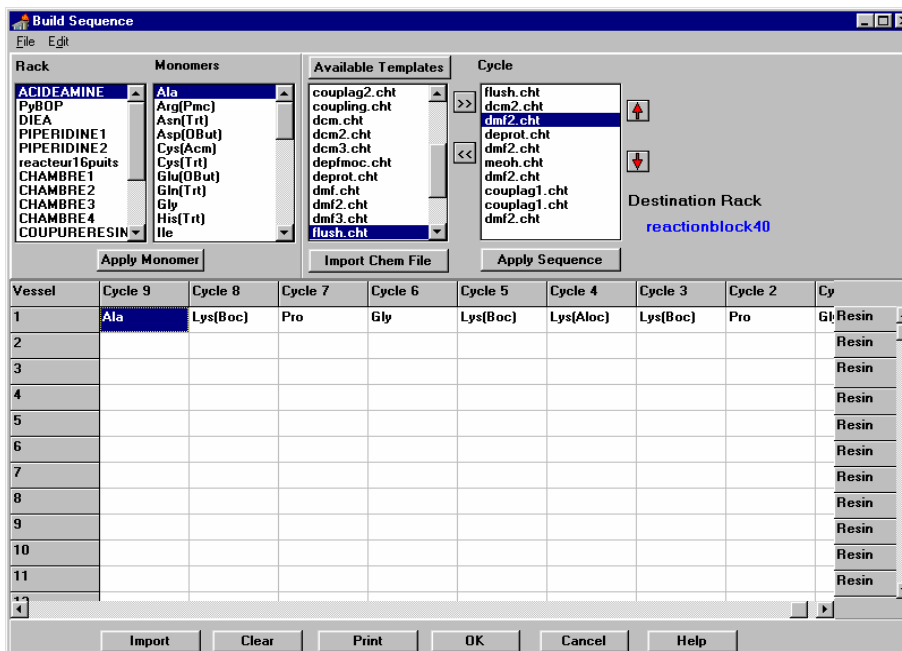 Build Sequence
File Edit
Rack Monomers Available Templates Cycle
ACIDEAMINE
PyBOP
DIEA
PIPERIDINE1
PIPERIDINE2
reacteur16puits
CHAMBRE1
CHAMBRE2
CHAMBRE3
CHAMBRE4
COUPURERESIN
Ala
Arg(Pmc)
Asn(Trt)
Asp(OBut)
Cys(Acm)
Cys(Trt)
Glu(OBut)
Gln(Trt)
Gly
His(Trt)
Ile
couplag2.cht
coupling.cht
dcm.cht
dcm2.cht
dcm3.cht
depfmoc.cht
deprot.cht
dmf.cht
dmf2.cht
dmf3.cht
flush.cht
>>
<<
flush.cht
dcm2.cht
dmf2.cht
deprot.cht
dmf2.cht
meoh.cht
dmf2.cht
couplag1.cht
couplag1.cht
dmf2.cht
Destination Rack
reactionblock40
Apply Monomer Import Chem File Apply Sequence
Vessel Cycle 9 Cycle 8 Cycle 7 Cycle 6 Cycle 5 Cycle 4 Cycle 3 Cycle 2 Cy
1 Ala Lys(Boc) Pro Gly Lys(Boc) Lys(Aloc) Lys(Boc) Pro Gl Resin
2 Resin
3 Resin
4 Resin
5 Resin
6 Resin
7 Resin
8 Resin
9 Resin
10 Resin
11 Resin
12
Import Clear Print OK Cancel Help